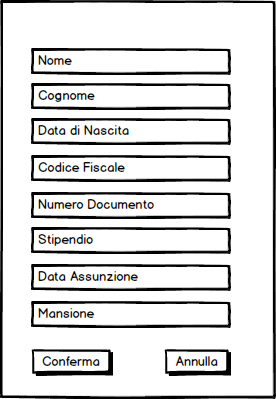 Nome
Cognome
Data di Nascita
Codice Fiscale
Numero Documento
Stipendio
Data Assunzione
Mansione
Conferma
Annulla